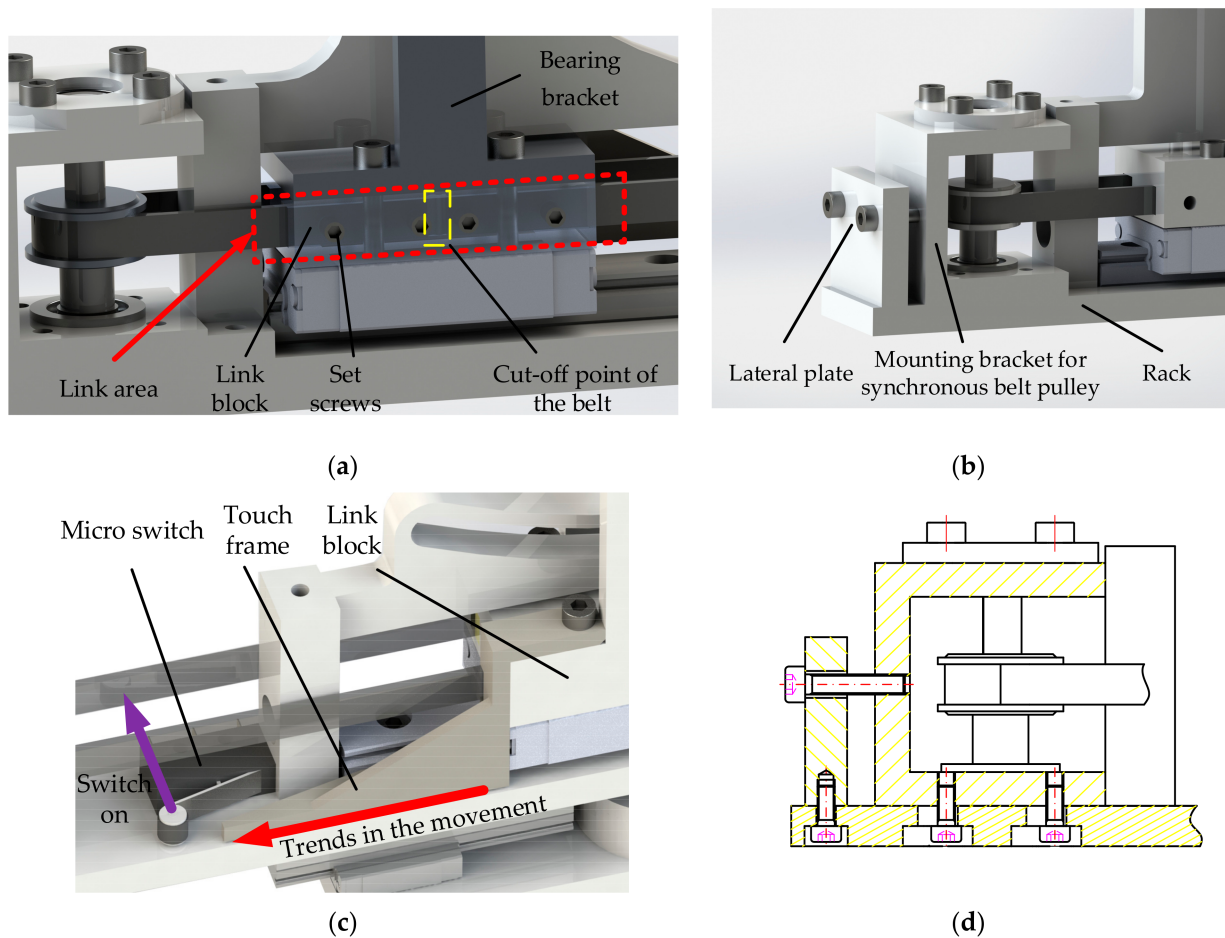 Bearing
bracket
Link area
Link
block
Set
screws
Cut-off point of
the belt
(a)
Lateral plate
Mounting bracket for
synchronous belt pulley
Rack
(b)
Micro switch
Touch
frame
Link
block
Switch
on
Trends in the movement
(c)
(d)